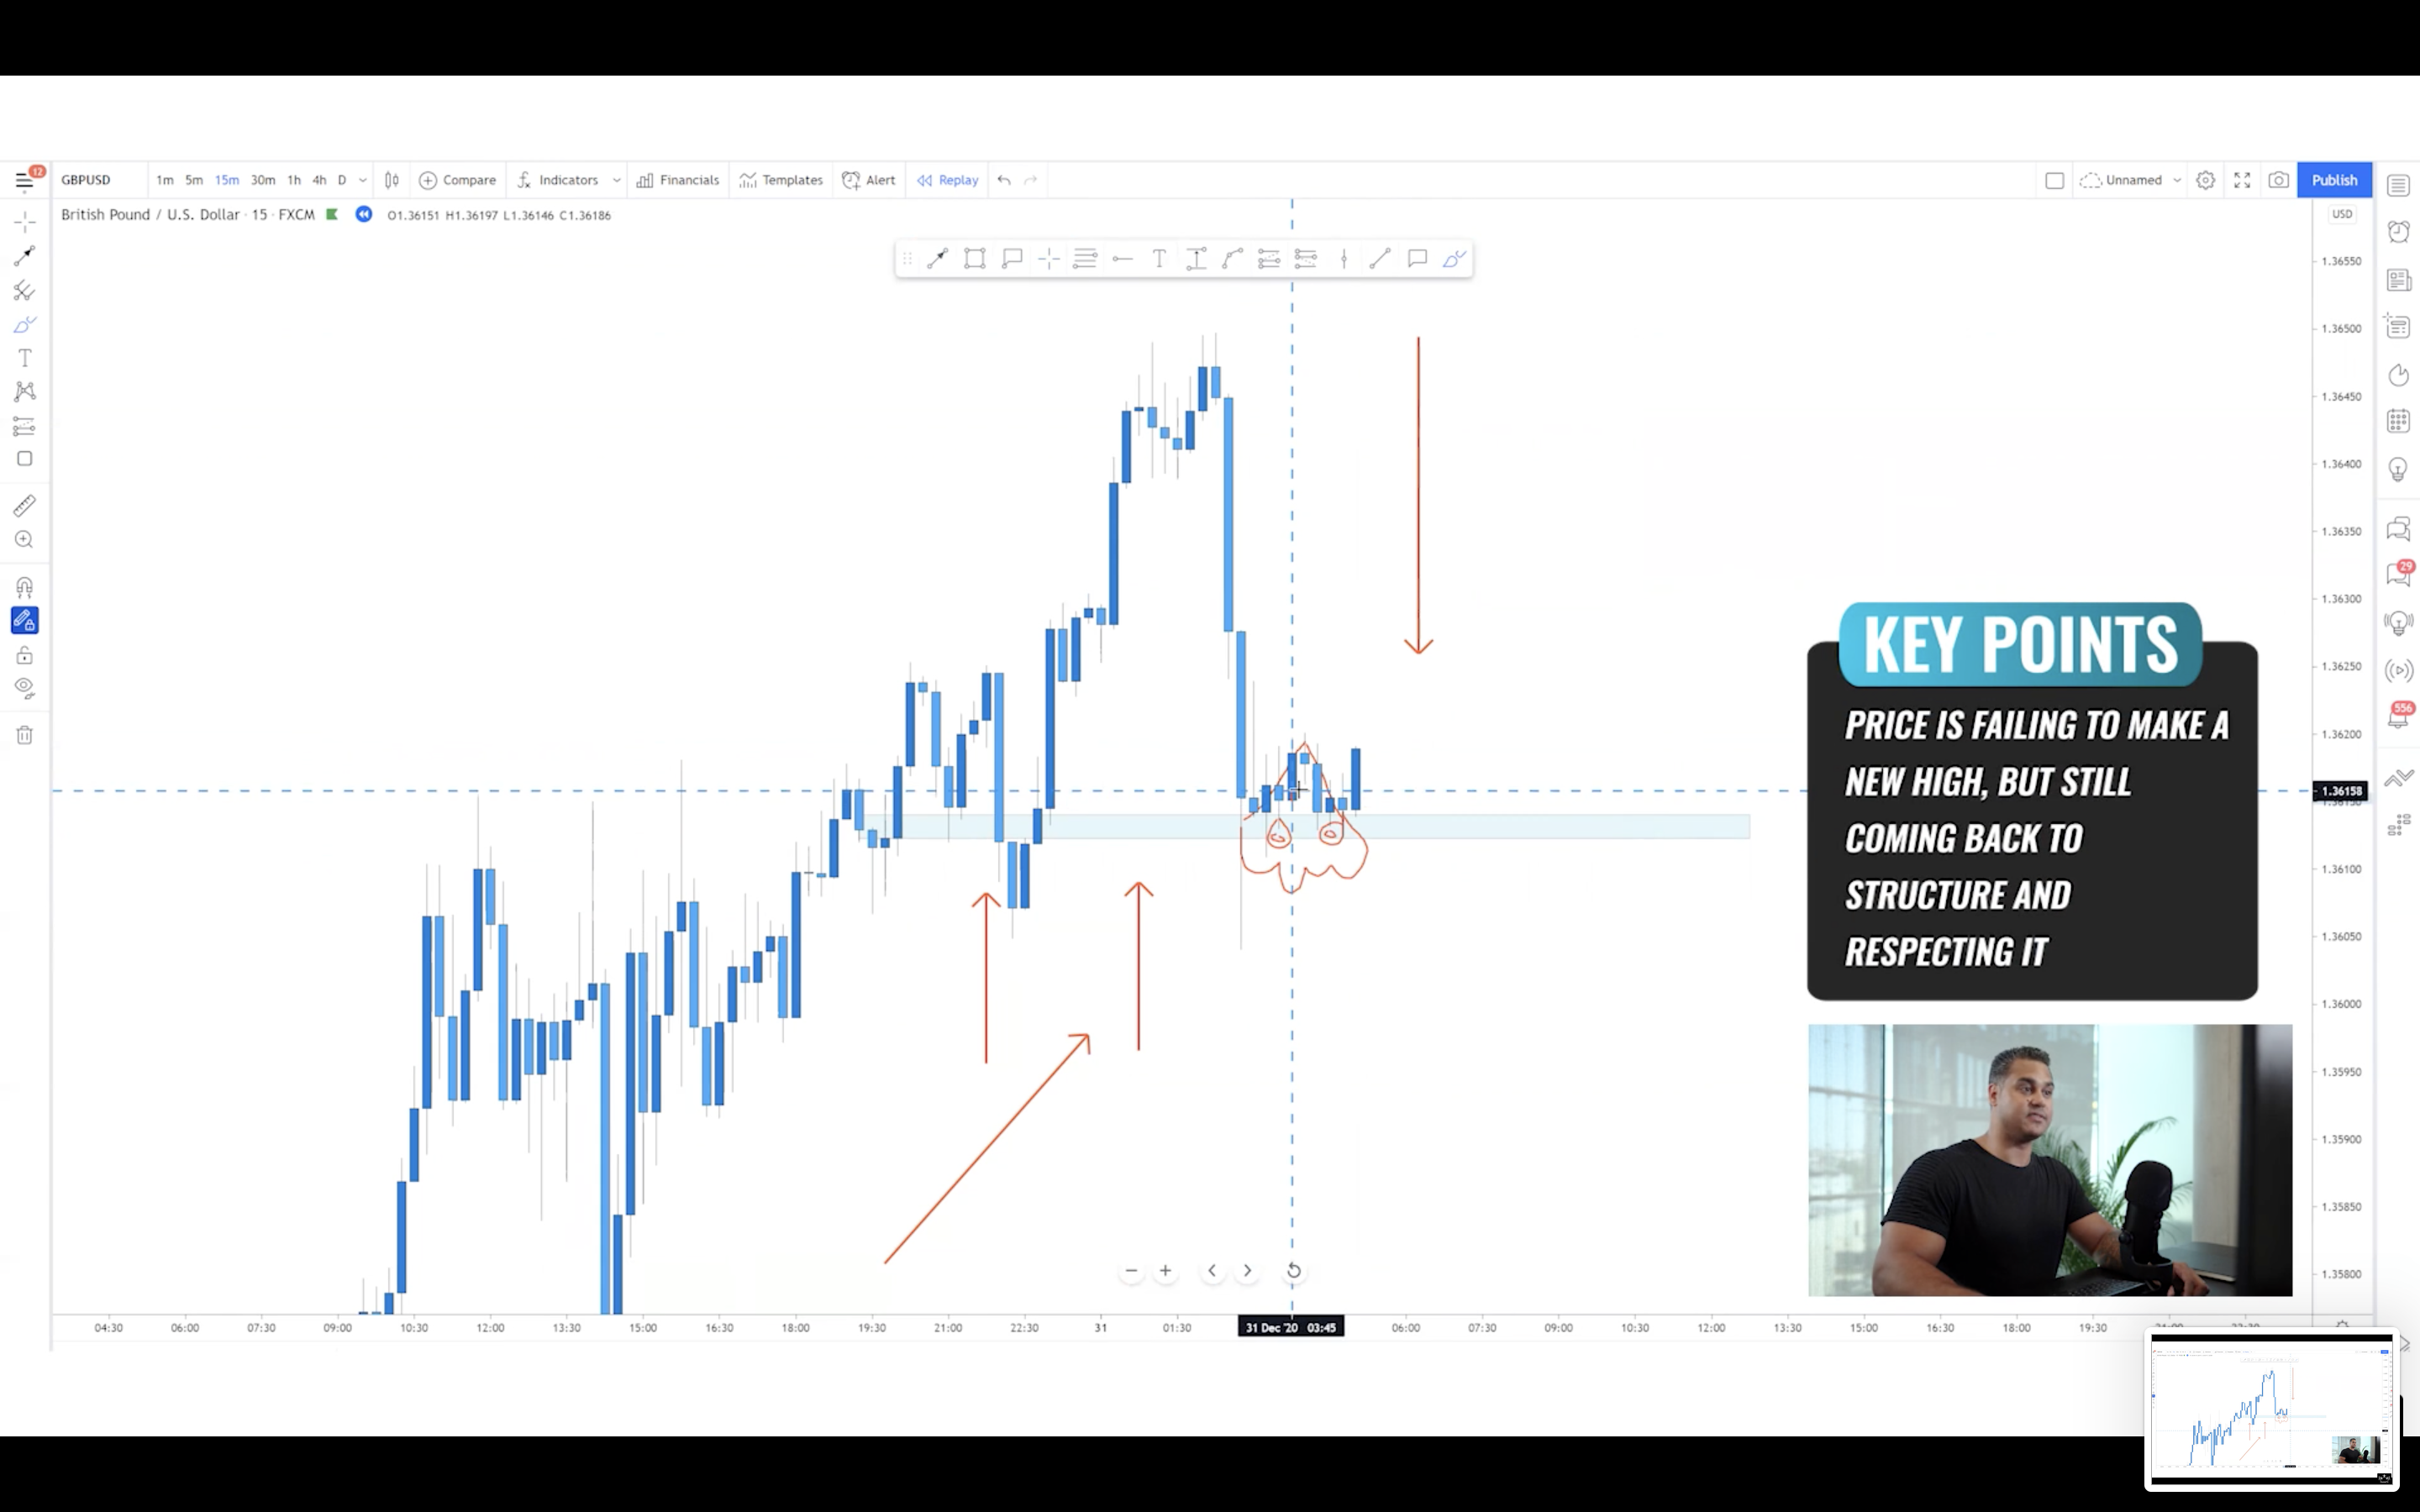 12
GBPUSD 1m 5m 15m 30m 1h 4h D Compare Indicators Financials Templates Alert Replay Unnamed Publish
British Pound / U.S. Dollar · 15 · FXCM O1.36151 H1.36197 L1.36146 C1.36186 USD
1.36550
1.36500
1.36450
1.36400
1.36350
1.36300
1.36250
1.36200
1.36158
1.36100
1.36050
1.36000
1.35950
1.35900
1.35850
1.35800
29
556
KEY POINTS
PRICE IS FAILING TO MAKE A
NEW HIGH, BUT STILL
COMING BACK TO
STRUCTURE AND
RESPECTING IT
04:30 06:00 07:30 09:00 10:30 12:00 13:30 15:00 16:30 18:00 19:30 21:00 22:30 31 01:30 31 Dec '20 03:45 06:00 07:30 09:00 10:30 12:00 13:30 15:00 16:30 18:00 19:30